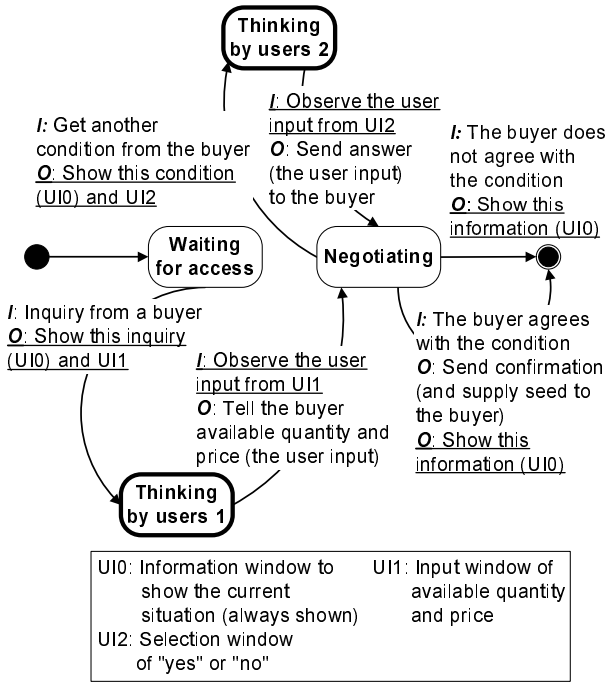 Thinking
by users 2
I: Get another
condition from the buyer
O: Show this condition
(UI0) and UI2
I: Observe the user
input from UI2
O: Send answer
(the user input)
to the buyer
I: The buyer does
not agree with
the condition
O: Show this
information (UI0)
Waiting
for access
Negotiating
I: Inquiry from a buyer
O: Show this inquiry
(UI0) and UI1
I: Observe the user
input from UI1
O: Tell the buyer
available quantity and
price (the user input)
I: The buyer agrees
with the condition
O: Send confirmation
(and supply seed to
the buyer)
O: Show this
information (UI0)
Thinking
by users 1
UI0: Information window to
show the current
situation (always shown)
UI2: Selection window
of "yes" or "no"
UI1: Input window of
available quantity
and price